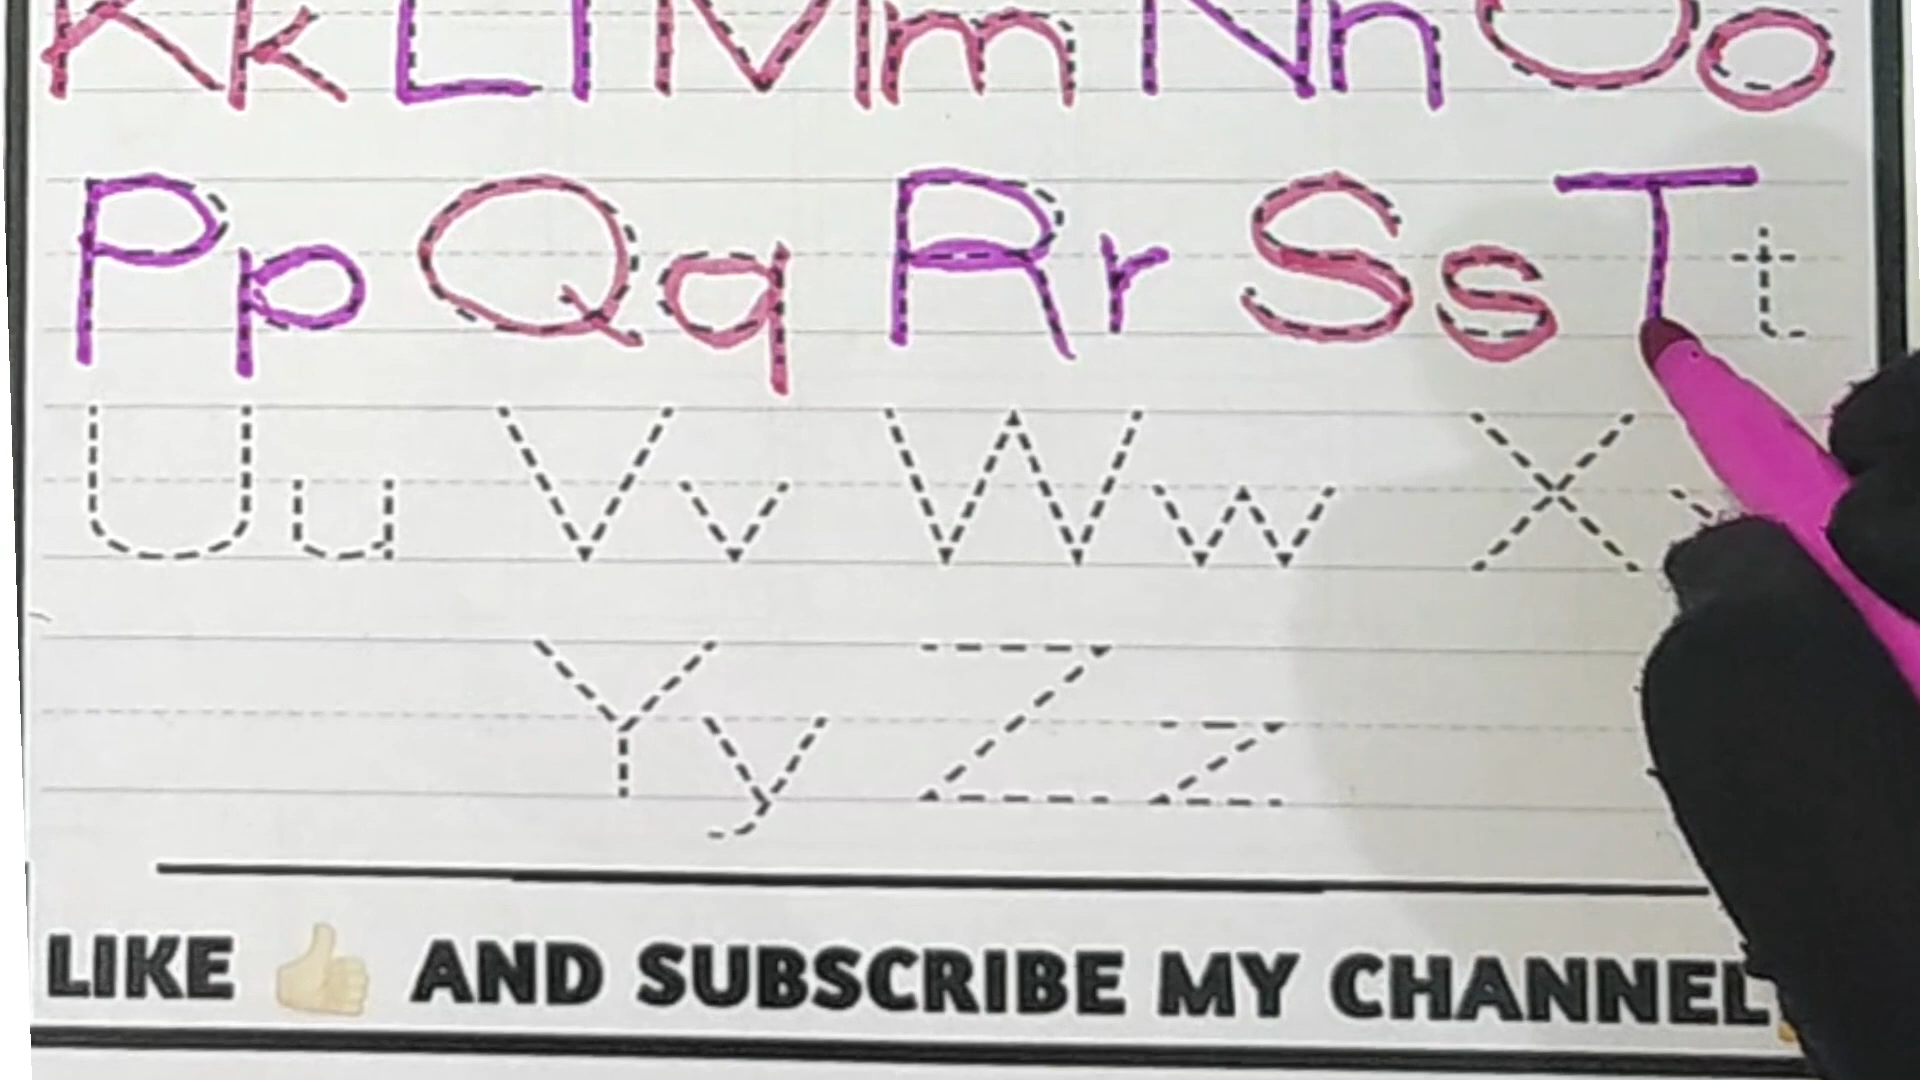 Kk Ll Mm Nn Oo
Pp Qq Rr Ss Tt
Uu Vv Ww X
Yy Zz
LIKE 👍 AND SUBSCRIBE MY CHANNEL